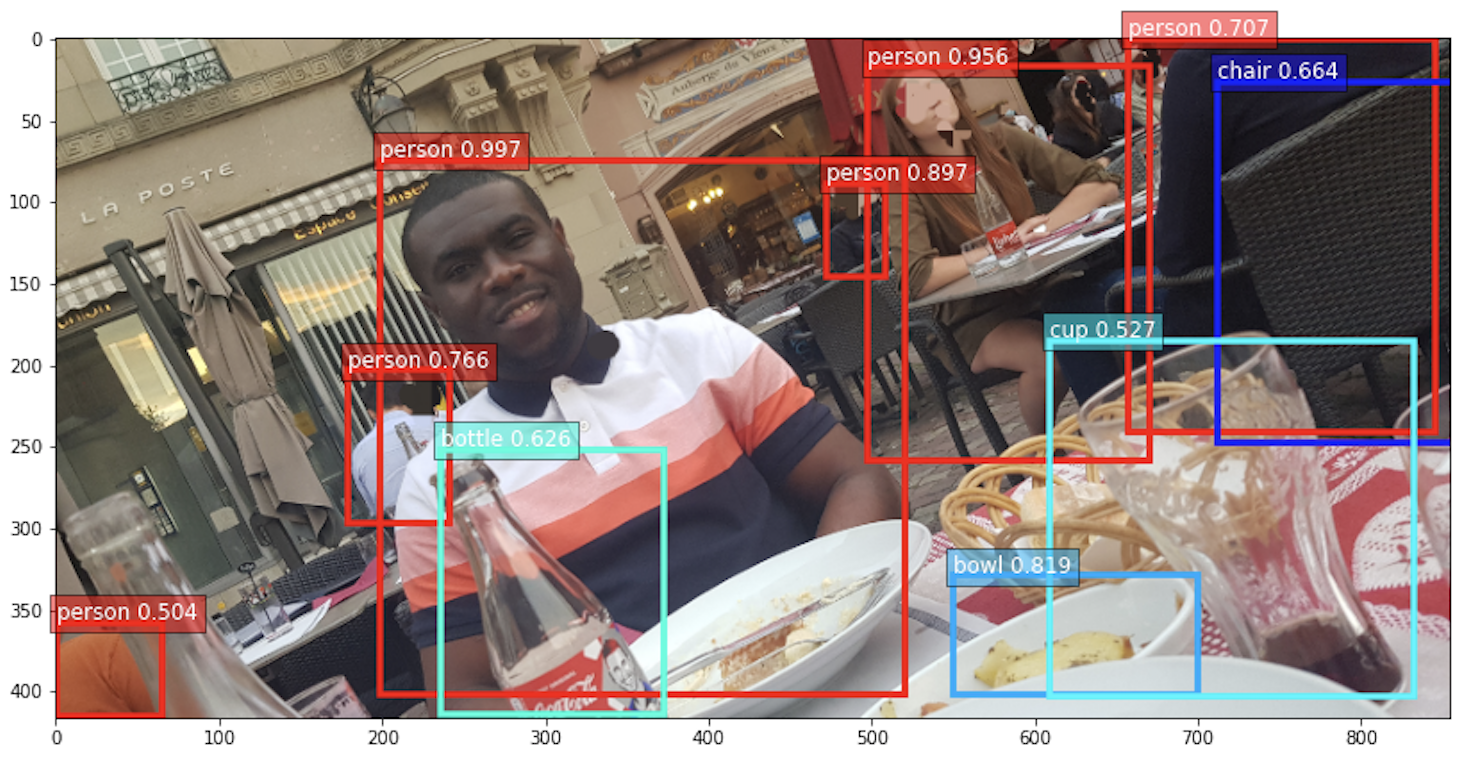 person 0.707
person 0.956
chair 0.664
0
50
100
150
200
250
300
350
400
Auberge du Vieux
person 0.997
person 0.897
LA POSTE
Espace Conseil
person 0.766
cup 0.527
bottle 0.626
bowl 0.819
person 0.504
Coca-Cola
0 100 200 300 400 500 600 700 800